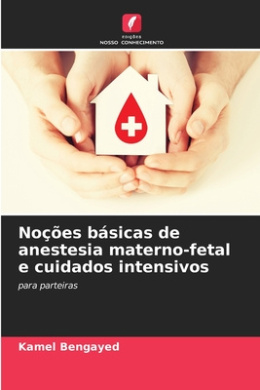 edições
NOSSO CONHECIMENTO
Noções básicas de
anestesia materno-fetal
e cuidados intensivos
para parteiras
Kamel Bengayed